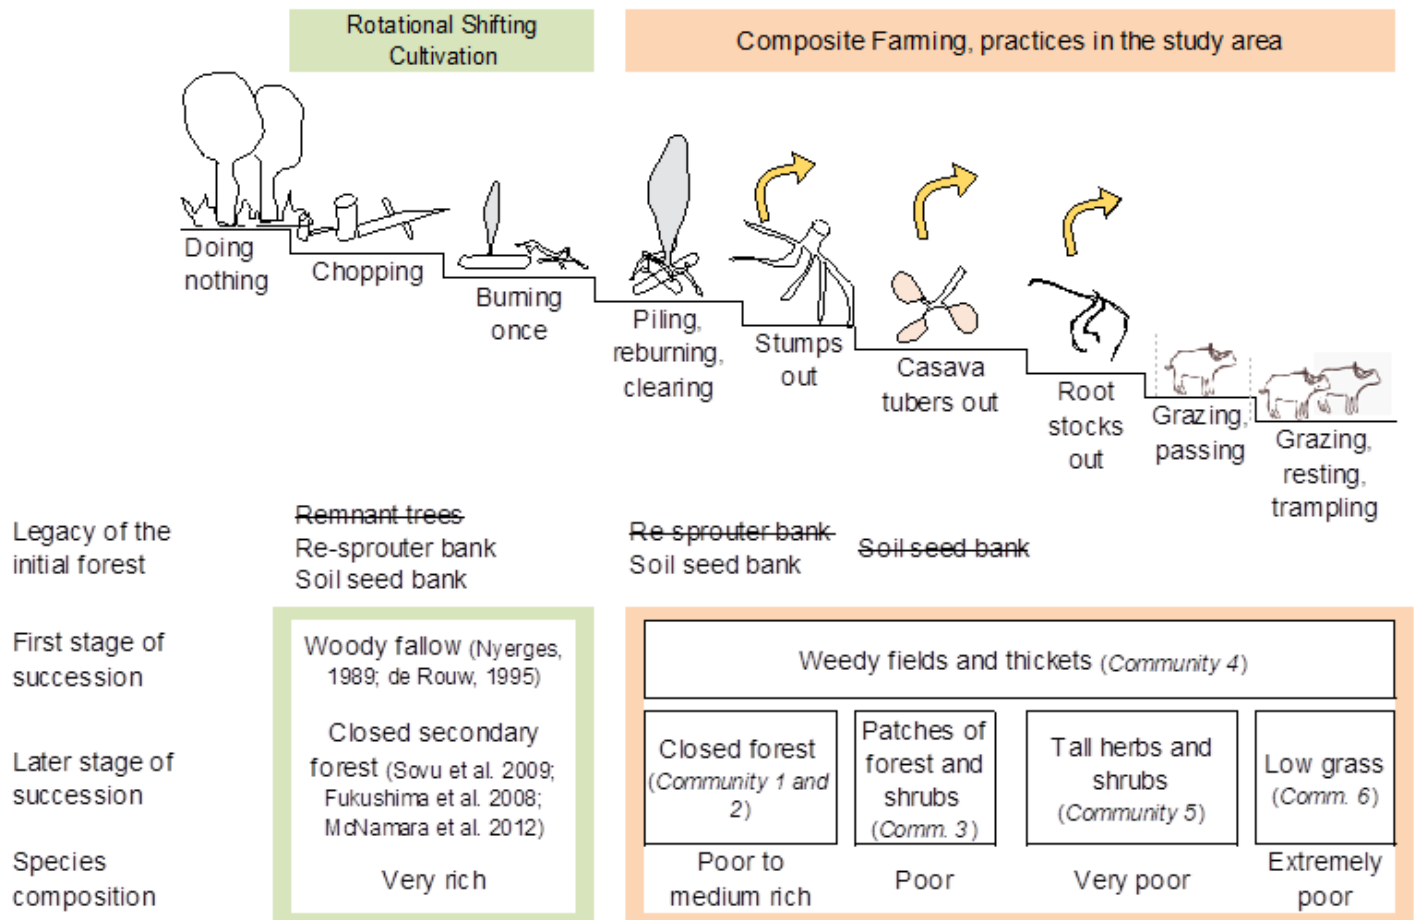 Rotational Shifting
Cultivation
Composite Farming, practices in the study area
Doing
nothing
Chopping
Burning
once
Piling,
reburning,
clearing
Stumps
out
Casava
tubers out
Root
stocks
out
Grazing,
passing
Grazing,
resting,
trampling
Legacy of the
initial forest
Remnant trees
Re-sprouter bank
Soil seed bank
Re sprouter bank
Soil seed bank
Soil seed bank
First stage of
succession
Woody fallow (Nyerges,
1989; de Rouw, 1995)
Weedy fields and thickets (Community 4)
Later stage of
succession
Closed secondary
forest (Sovu et al. 2009;
Fukushima et al. 2008;
McNamara et al. 2012)
Closed forest
(Community 1 and
2)
Patches of
forest and
shrubs
(Comm. 3)
Tall herbs and
shrubs
(Community 5)
Low grass
(Comm. 6)
Species
composition
Very rich
Poor to
medium rich
Poor
Very poor
Extremely
poor